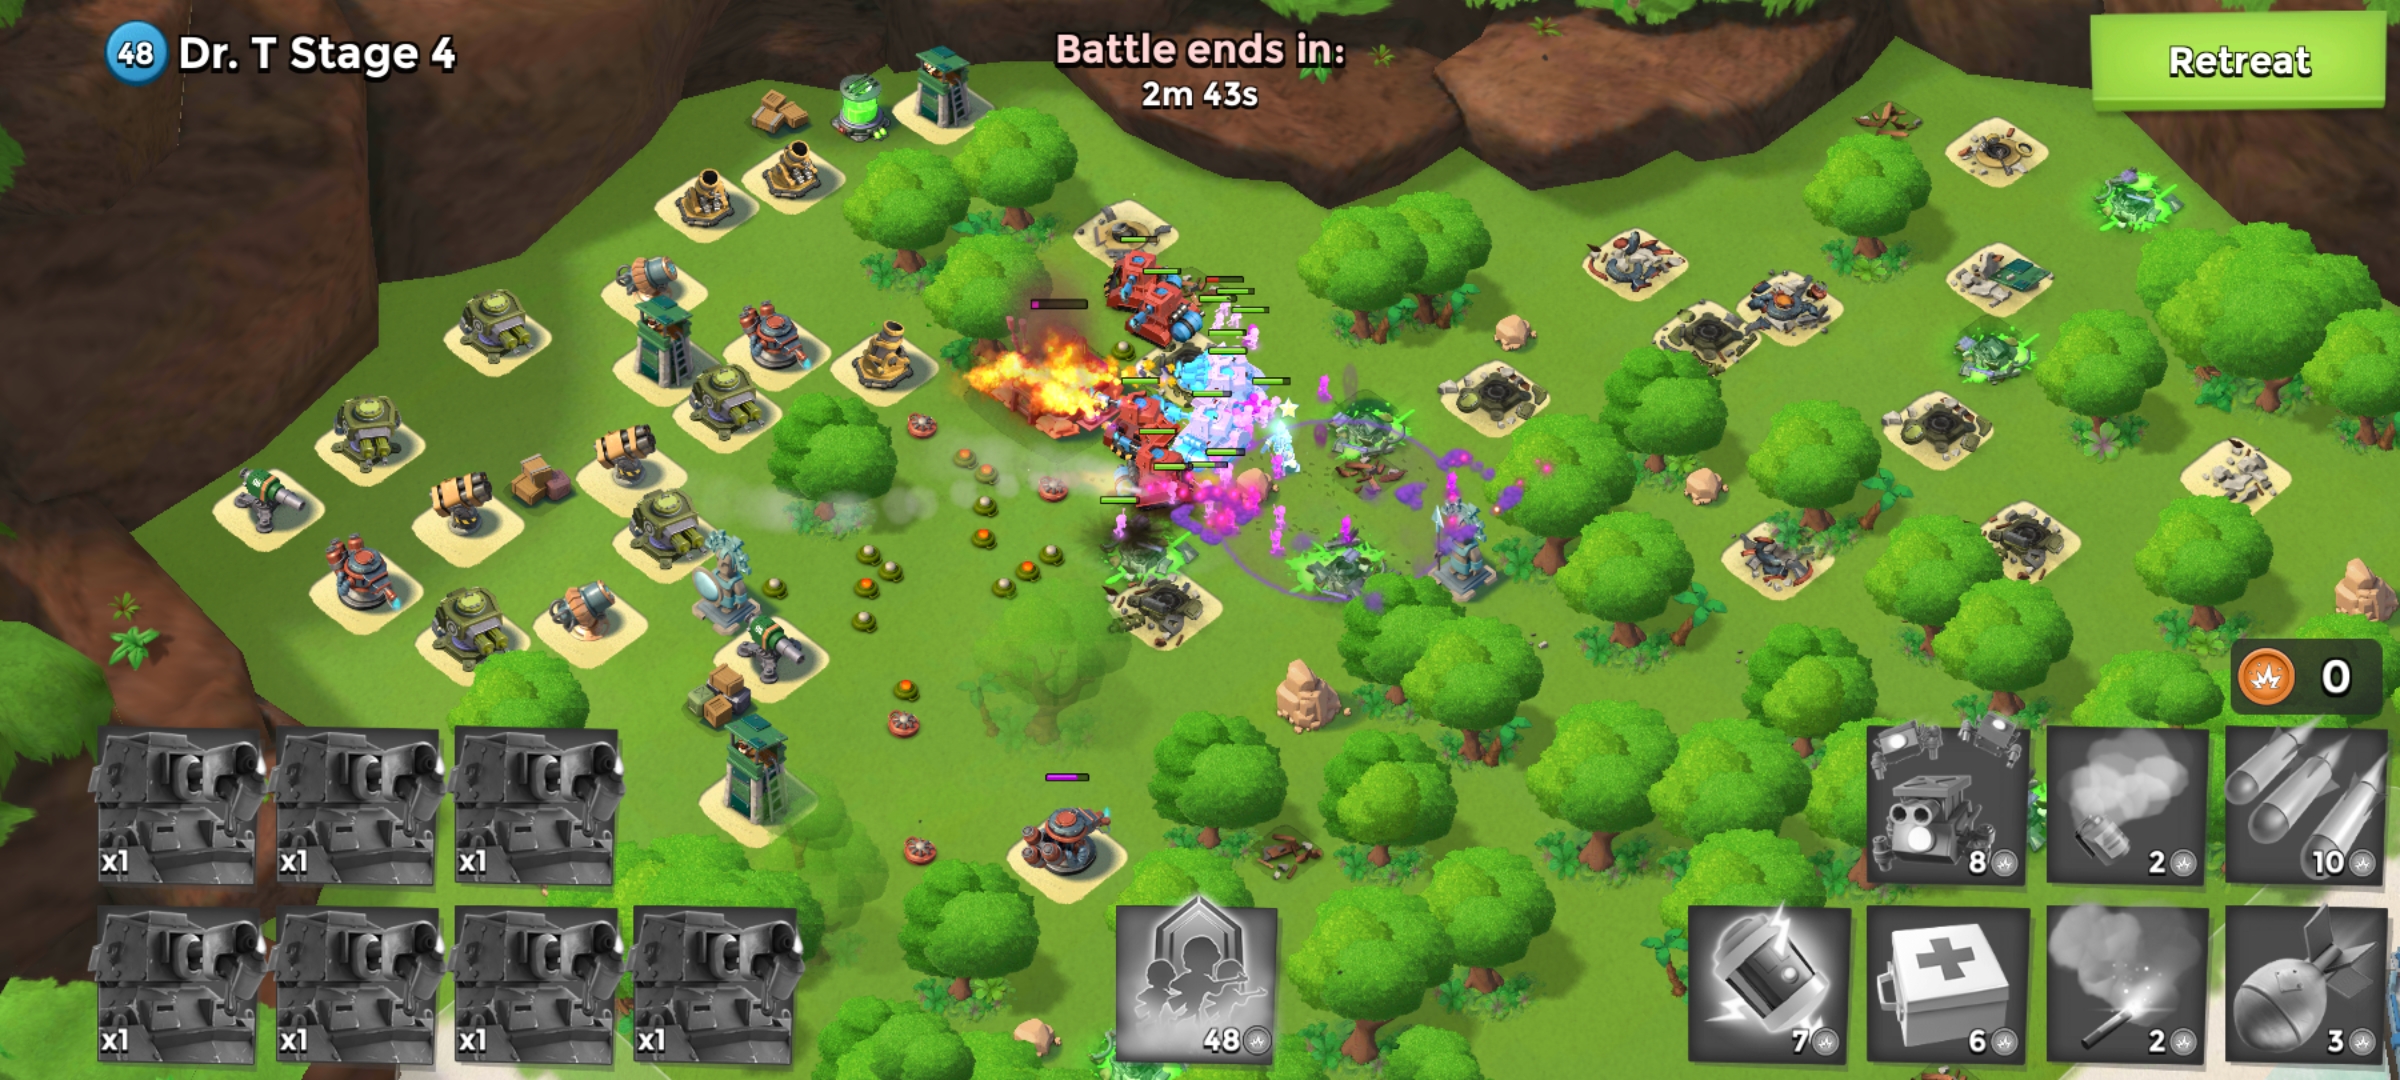 48 Dr. T Stage 4
Battle ends in:
2m 43s
Retreat
0
x1
x1
x1
8
2
10
x1
x1
x1
x1
48
7
6
2
3